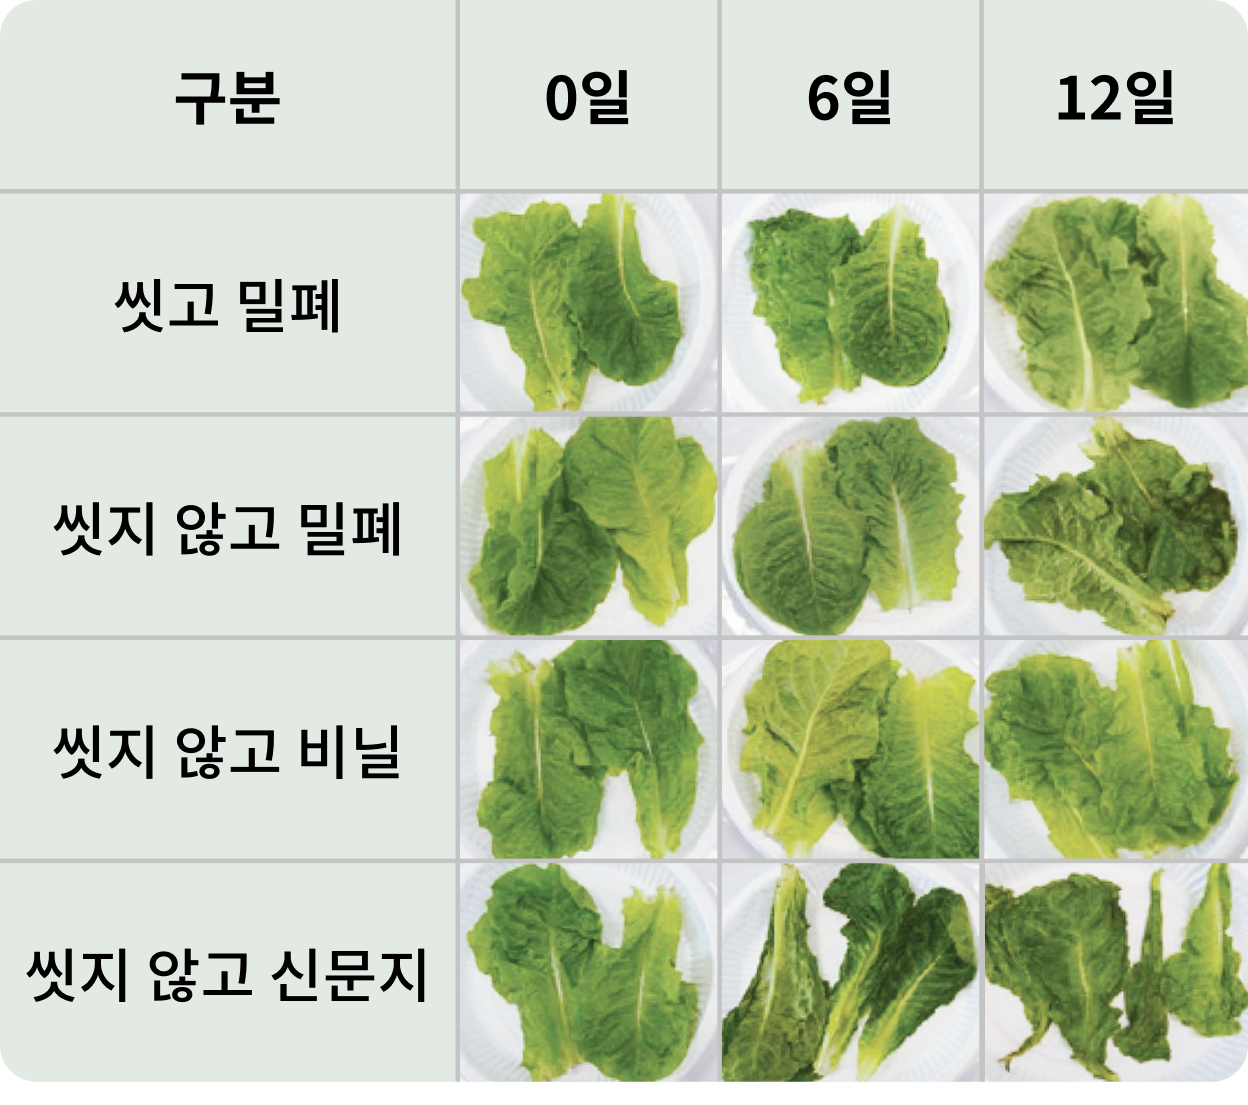 구분 0일 6일 12일
씻고 밀폐
씻지 않고 밀폐
씻지 않고 비닐
씻지 않고 신문지